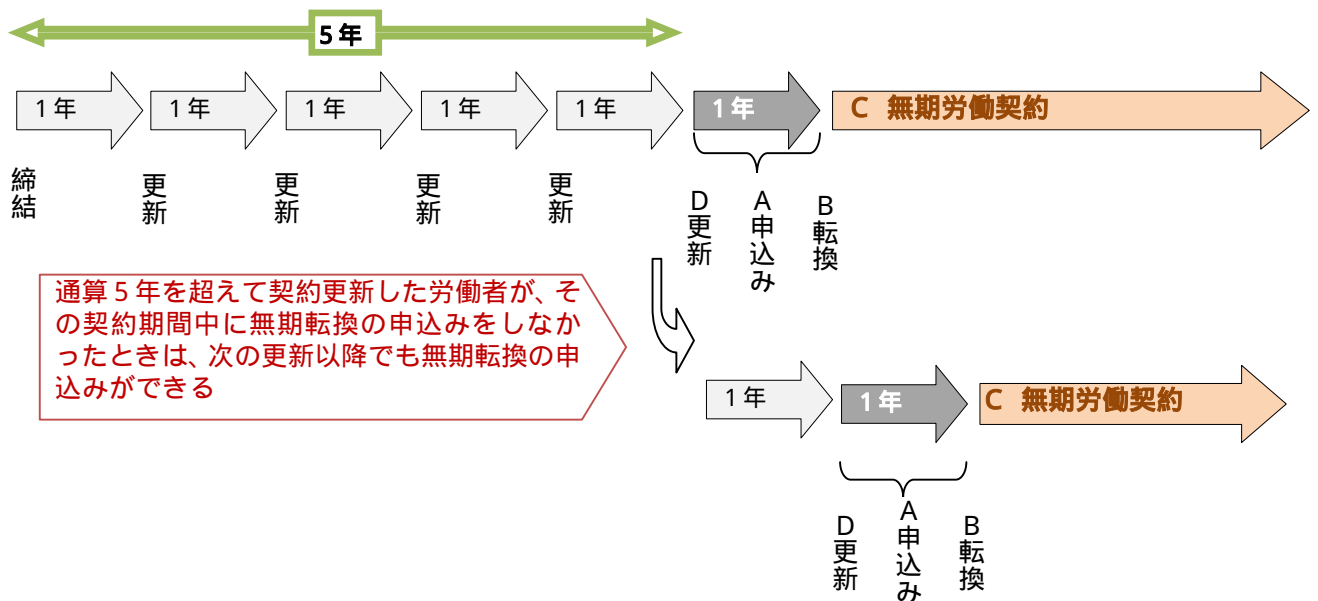 5年
1年
1年
1年
1年
1年
1年
C 無期労働契約
締結
更新
更新
更新
更新
D更新
A申込み
B転換
通算5年を超えて契約更新した労働者が、そ
の契約期間中に無期転換の申込みをしなか
ったときは、次の更新以降でも無期転換の申
込みができる
1年
1年
C 無期労働契約
D更新
A申込み
B転換